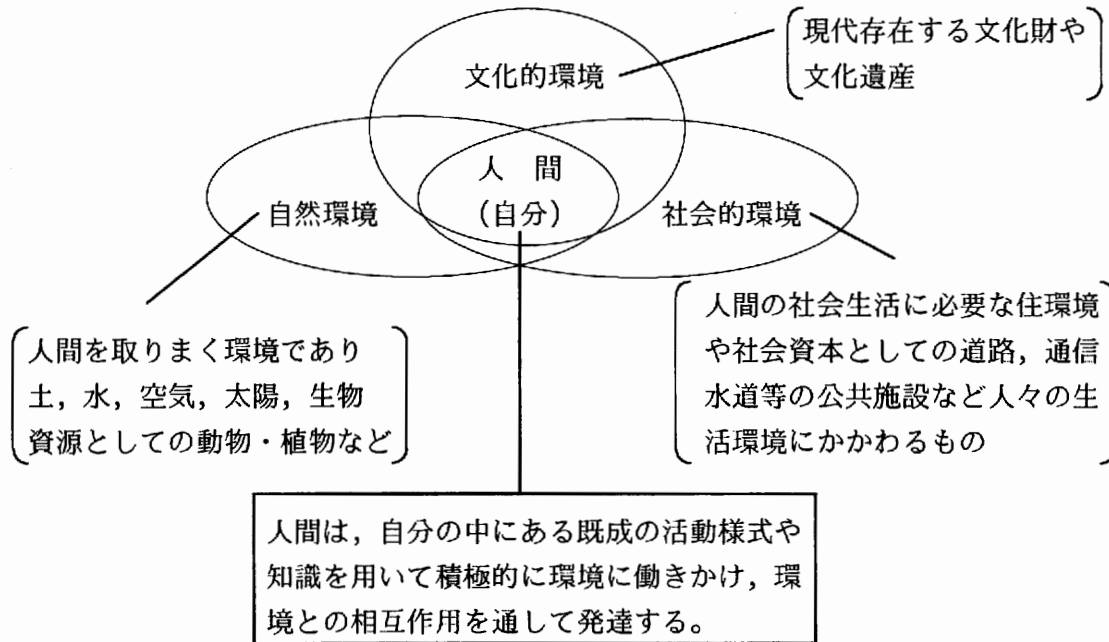 文化的環境
現代存在する文化財や
文化遺産
人 間
(自分)
自然環境
社会的環境
人間を取りまく環境であり
土，水，空気，太陽，生物
資源としての動物・植物など
人間の社会生活に必要な住環境
や社会資本としての道路，通信
水道等の公共施設など人々の生
活環境にかかわるもの
人間は，自分の中にある既成の活動様式や
知識を用いて積極的に環境に働きかけ，環
境との相互作用を通して発達する。